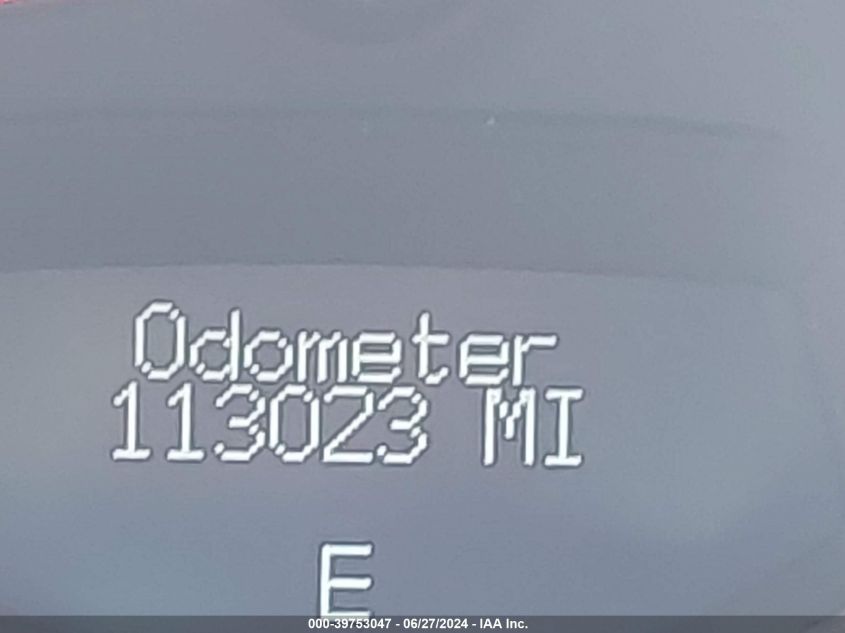 Odometer
113023 MI
E
000-39753047 - 06/27/2024 - IAA Inc.